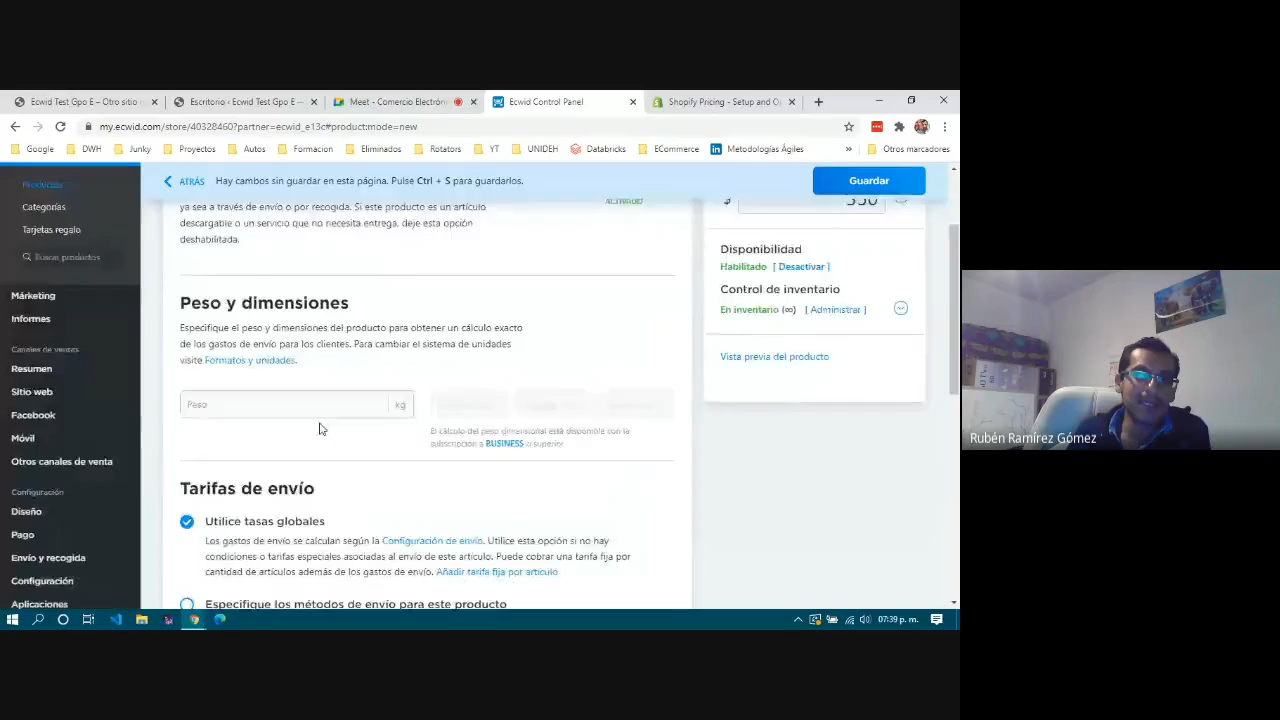 Ecwid Test Gpo E – Otro sitio
Escritorio ‹ Ecwid Test Gpo E —
Meet - Comercio Electróni
Ecwid Control Panel
Shopify Pricing - Setup and Op
my.ecwid.com/store/40328460?partner=ecwid_e13c#product:mode=new
Google
DWH
Junky
Proyectos
Autos
Formacion
Eliminados
Rotators
YT
UNIDEH
Databricks
ECommerce
Metodologías Ágiles
»
Otros marcadores
Productos
Categorías
Tarjetas regalo
Buscar productos
Márketing
Informes
Canales de ventas
Resumen
Sitio web
Facebook
Móvil
Otros canales de venta
Configuración
Diseño
Pago
Envío y recogida
Configuración
Aplicaciones
ATRÁS
Hay cambios sin guardar en esta página. Pulse Ctrl + S para guardarlos.
Guardar
ya sea a través de envío o por recogida. Si este producto es un artículo
descargable o un servicio que no necesita entrega, deje esta opción
deshabilitada.
ACTIVADO
Peso y dimensiones
Especifique el peso y dimensiones del producto para obtener un cálculo exacto
de los gastos de envío para los clientes. Para cambiar el sistema de unidades
visite Formatos y unidades.
Peso
kg
El cálculo del peso dimensional está disponible con la
subscripción a BUSINESS o superior.
Tarifas de envío
Utilice tasas globales
Los gastos de envío se calculan según la Configuración de envío. Utilice esta opción si no hay
condiciones o tarifas especiales asociadas al envío de este artículo. Puede cobrar una tarifa fija por
cantidad de artículos además de los gastos de envío. Añadir tarifa fija por artículo
Especifique los métodos de envío para este producto
$ 350
Disponibilidad
Habilitado [ Desactivar ]
Control de inventario
En inventario (∞) [ Administrar ]
Vista previa del producto
07:39 p. m.
Rubén Ramírez Gómez